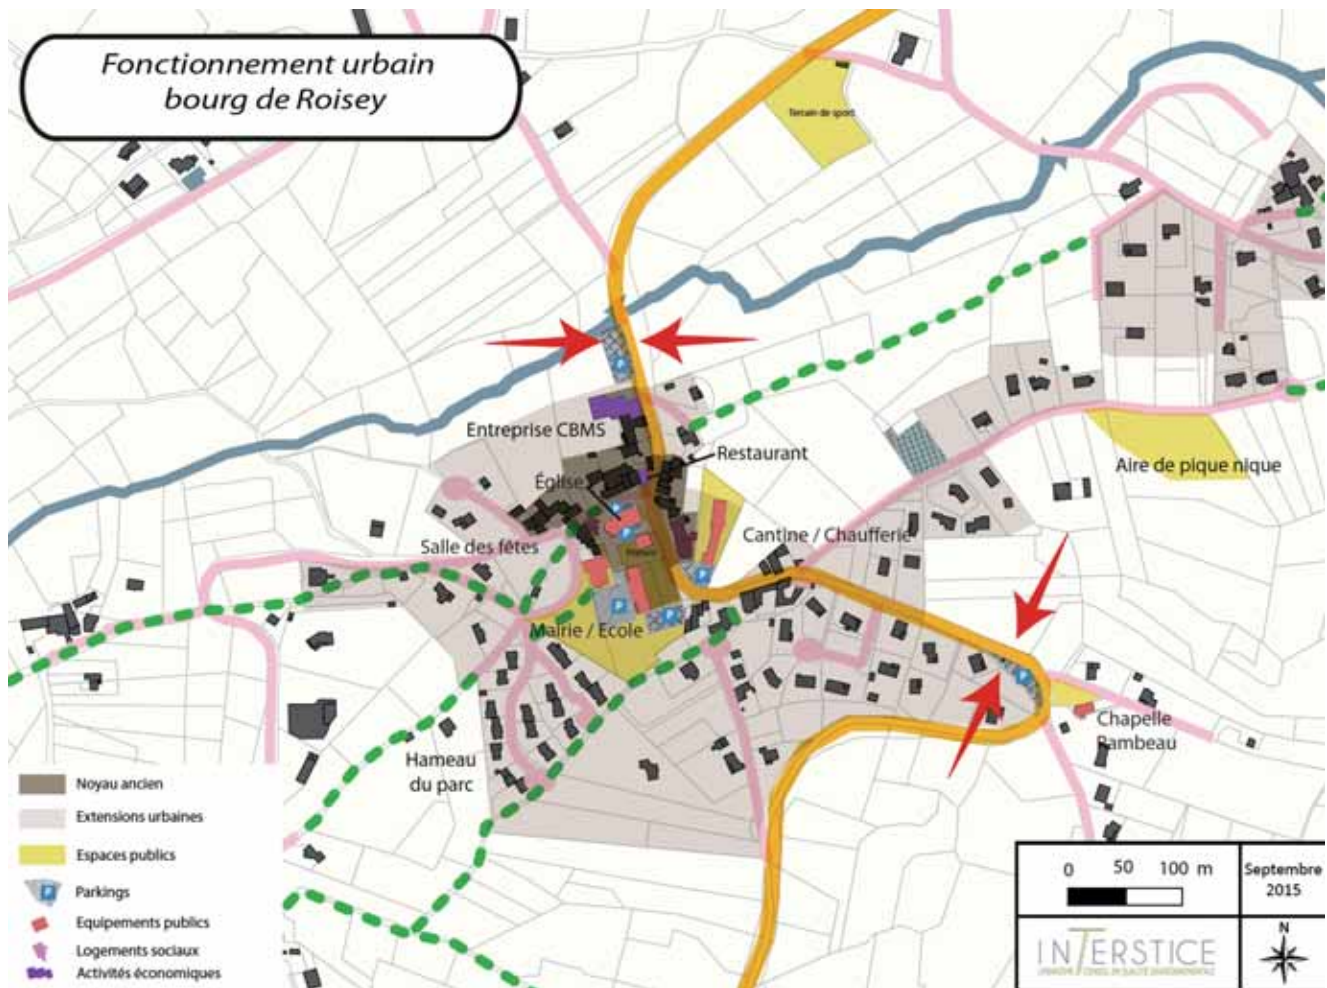 Fonctionnement urbain
bourg de Roisey
Terrain de sport
Entreprise CBMS
Restaurant
Église
Aire de pique nique
Cantine / Chaufferie
Salle des fêtes
Mairie / Ecole
Chapelle
Bambeau
Hameau
du parc
Noyau ancien
Extensions urbaines
Espaces publics
P Parkings
Equipements publics
Logements sociaux
Activités économiques
0 50 100 m
Septembre
2015
N
INTERSTICE